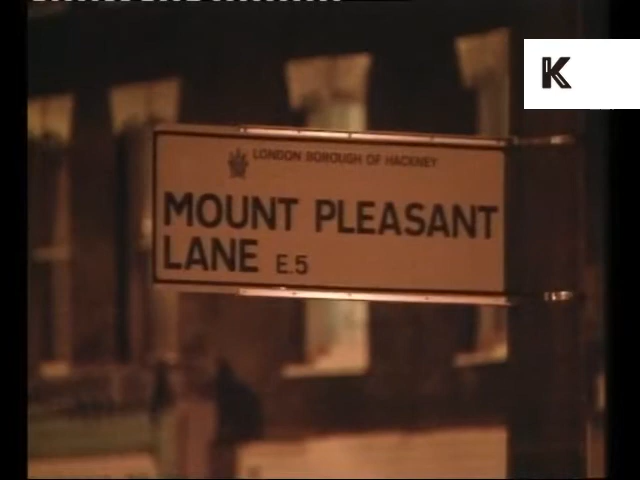 K
LONDON BOROUGH OF HACKNEY
MOUNT PLEASANT
LANE E.5